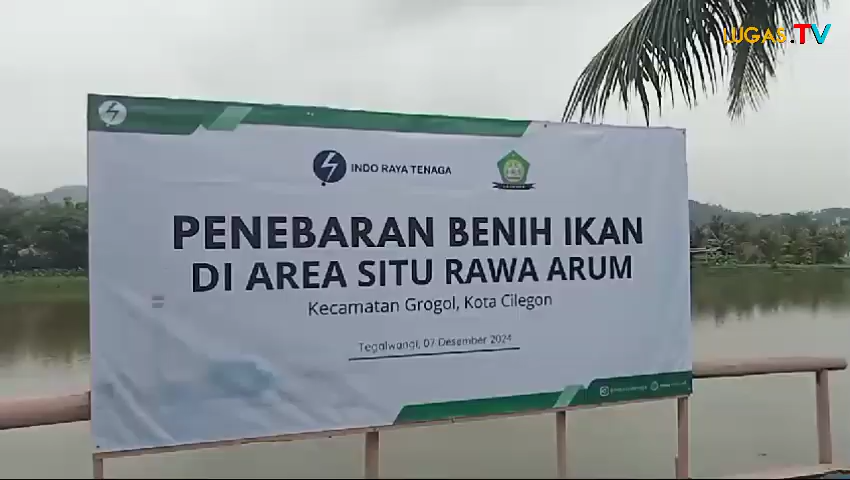 LUGAS.TV
INDO RAYA TENAGA
PENEBARAN BENIH IKAN
DI AREA SITU RAWA ARUM
Kecamatan Grogol, Kota Cilegon
Tegalwangi, 07 Desember 2024